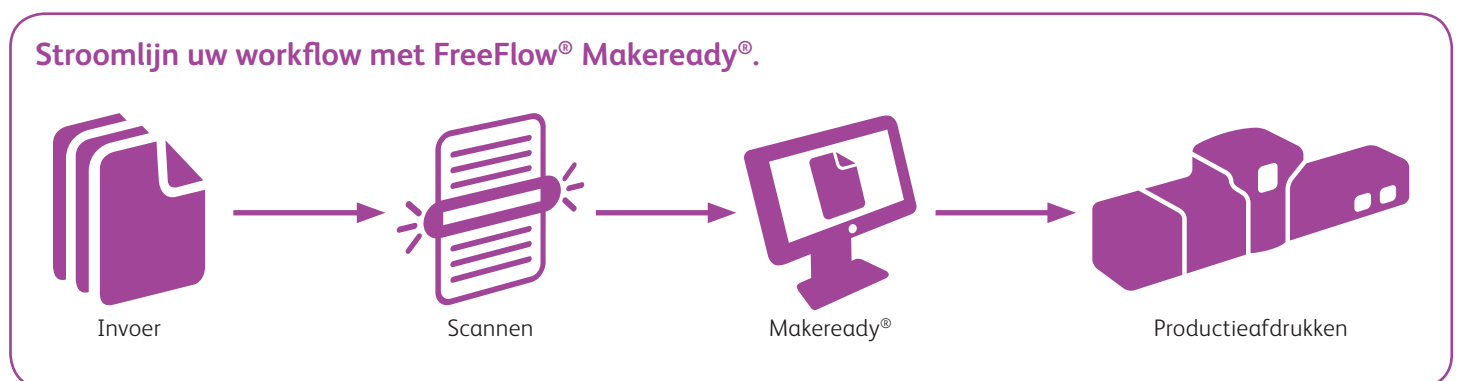 Stroomlijn uw workflow met FreeFlow® Makeready®.
Invoer
Scannen
Makeready®
Productieafdrukken